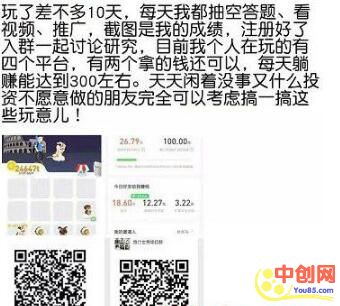 玩了差不多10天，每天我都抽空答题、看
视频、推广，截图是我的成绩，注册好了
入群一起讨论研究，目前我个人在玩的有
四个平台，有两个拿的钱还可以，每天躺
赚能达到300左右。天天闲着没事又什么投
资不愿意做的朋友完全可以考虑搞一搞这
些玩意儿！
26.79
100.00
18.60
12.27
3.22
中创网
You85.com